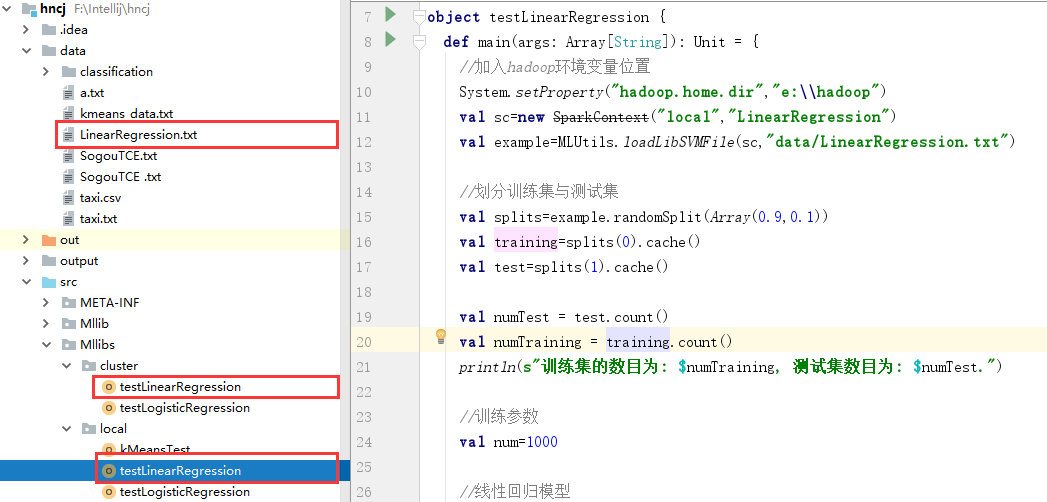 hncj F:\Intellij\hncj
.idea
data
classification
a.txt
kmeans_data.txt
LinearRegression.txt
SogouTCE.txt
SogouTCE .txt
taxi.csv
taxi.txt
out
output
src
META-INF
Mllib
Mllibs
cluster
testLinearRegression
testLogisticRegression
local
kMeansTest
testLinearRegression
testLogisticRegression
7 object testLinearRegression {
8 def main(args: Array[String]): Unit = {
9 //加入hadoop环境变量位置
10 System.setProperty("hadoop.home.dir","e:\\hadoop")
11 val sc=new SparkContext("local","LinearRegression")
12 val example=MLUtils.loadLibSVMFile(sc,"data/LinearRegression.txt")
13
14 //划分训练集与测试集
15 val splits=example.randomSplit(Array(0.9,0.1))
16 val training=splits(0).cache()
17 val test=splits(1).cache()
18
19 val numTest = test.count()
20 val numTraining = training.count()
21 println(s"训练集的数目为: $numTraining, 测试集数目为: $numTest.")
22
23 //训练参数
24 val num=1000
25
26 //线性回归模型